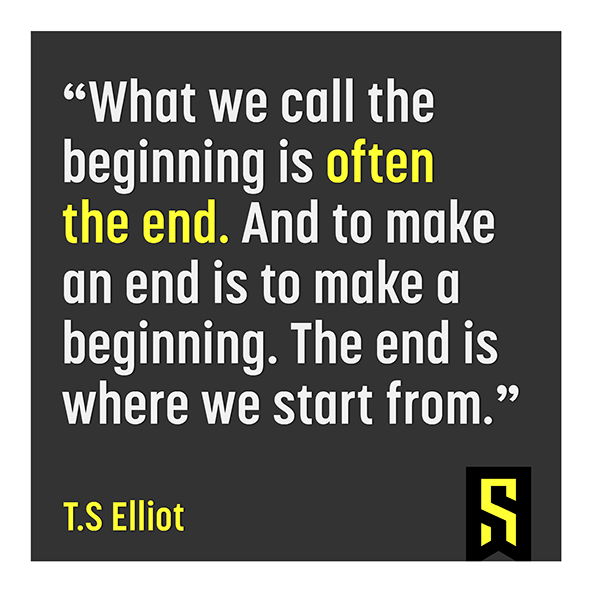 “What we call the
beginning is often
the end. And to make
an end is to make a
beginning. The end is
where we start from.”
T.S Elliot
S